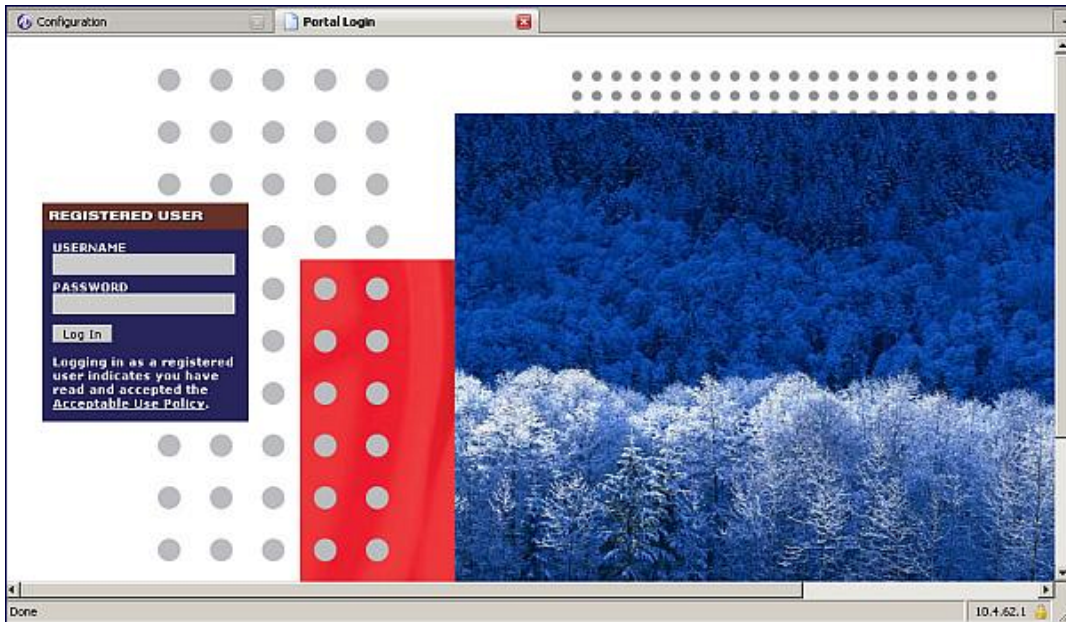 Configuration
Portal Login
REGISTERED USER
USERNAME
PASSWORD
Log In
Logging in as a registered
user indicates you have
read and accepted the
Acceptable Use Policy.
Done
10.4.62.1